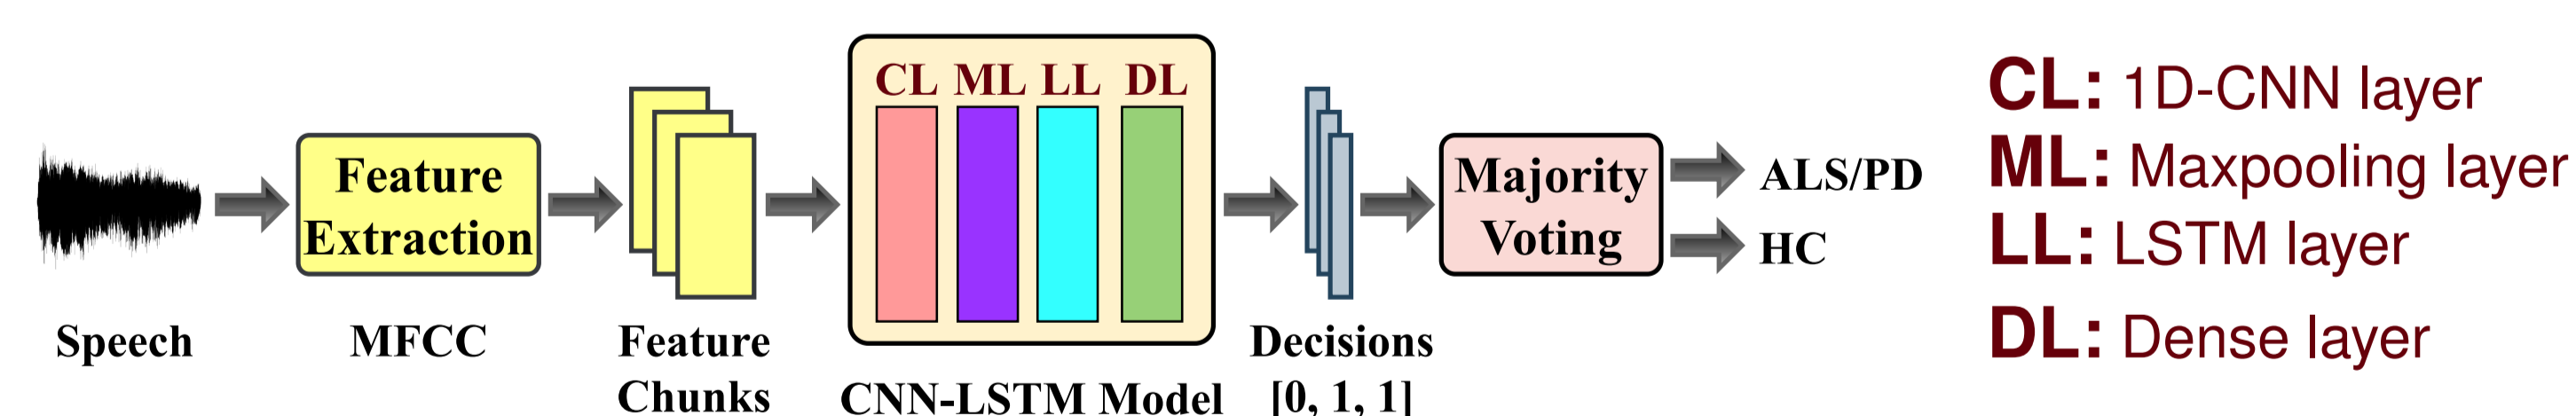 Speech
Feature
Extraction
MFCC
Feature
Chunks
CL ML LL DL
CNN-LSTM Model
Decisions
[0, 1, 1]
Majority
Voting
ALS/PD
HC
CL: 1D-CNN layer
ML: Maxpooling layer
LL: LSTM layer
DL: Dense layer